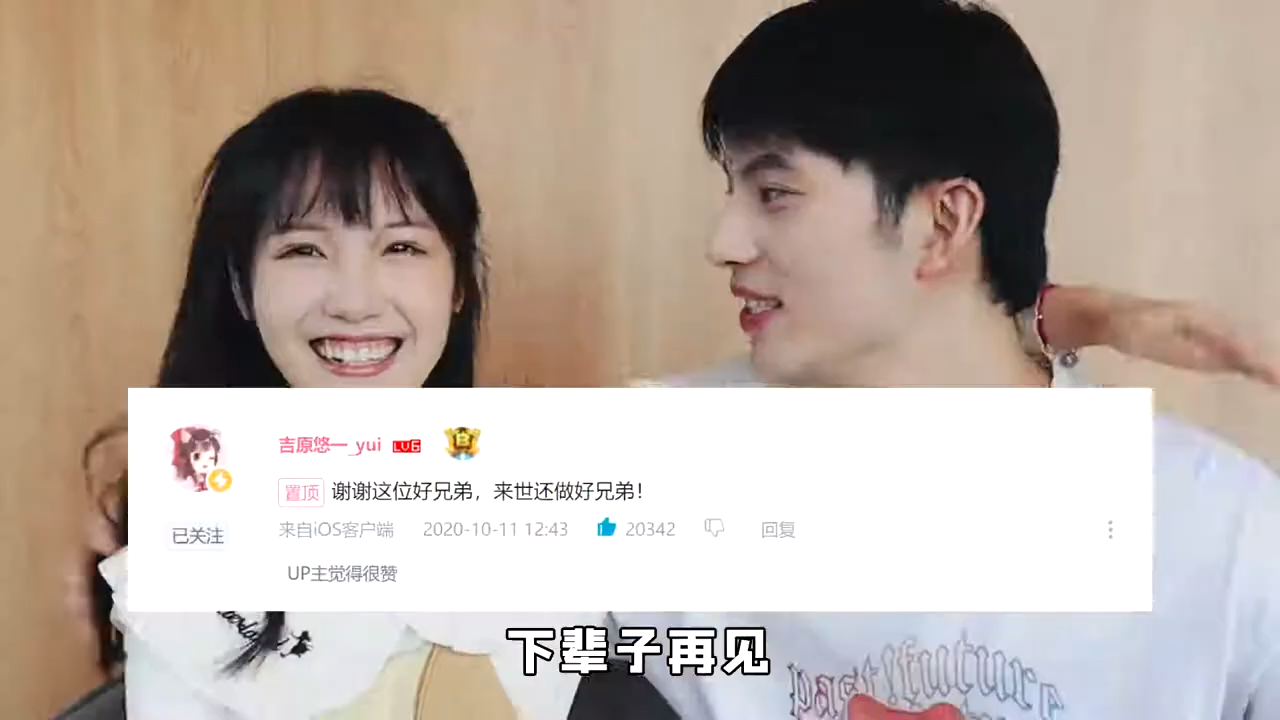 吉原悠一_yui LV6
置顶 谢谢这位好兄弟，来世还做好兄弟！
已关注
来自iOS客户端 2020-10-11 12:43 20342 回复
UP主觉得很赞
下辈子再见
past!future